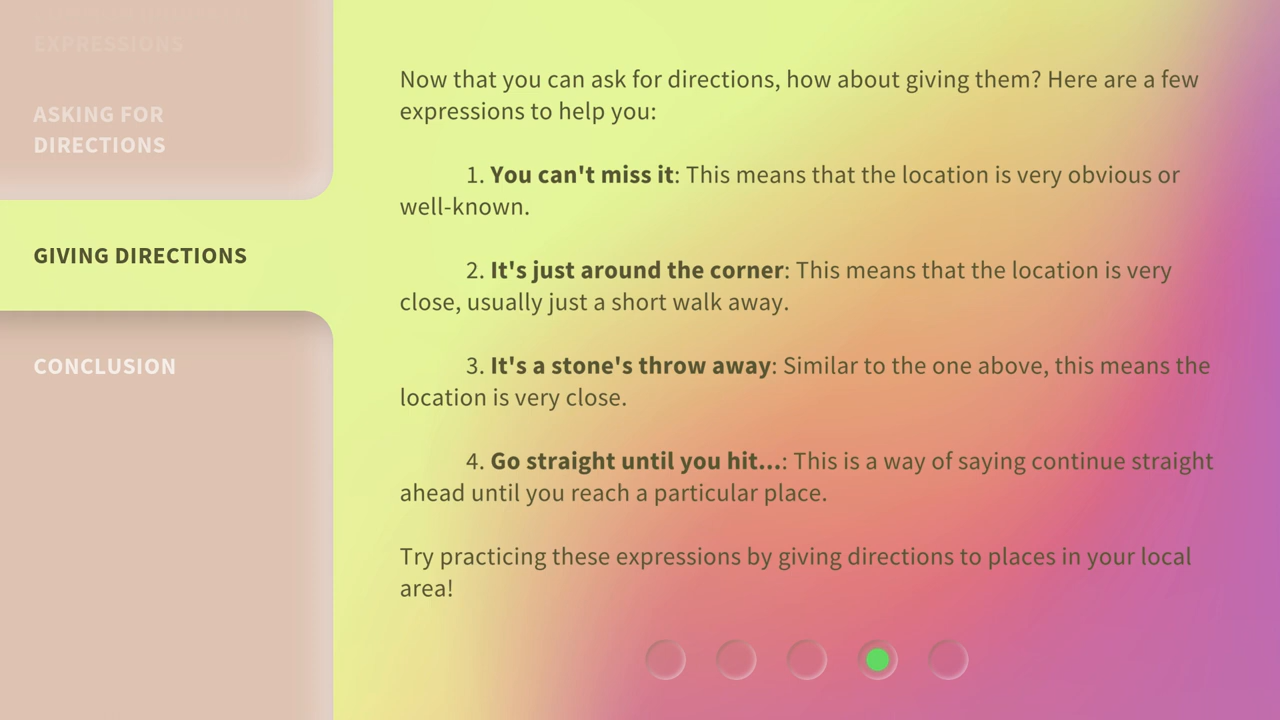 EXPRESSIONS
ASKING FOR
DIRECTIONS
GIVING DIRECTIONS
CONCLUSION
Now that you can ask for directions, how about giving them? Here are a few
expressions to help you:
1. You can't miss it: This means that the location is very obvious or
well-known.
2. It's just around the corner: This means that the location is very
close, usually just a short walk away.
3. It's a stone's throw away: Similar to the one above, this means the
location is very close.
4. Go straight until you hit...: This is a way of saying continue straight
ahead until you reach a particular place.
Try practicing these expressions by giving directions to places in your local
area!